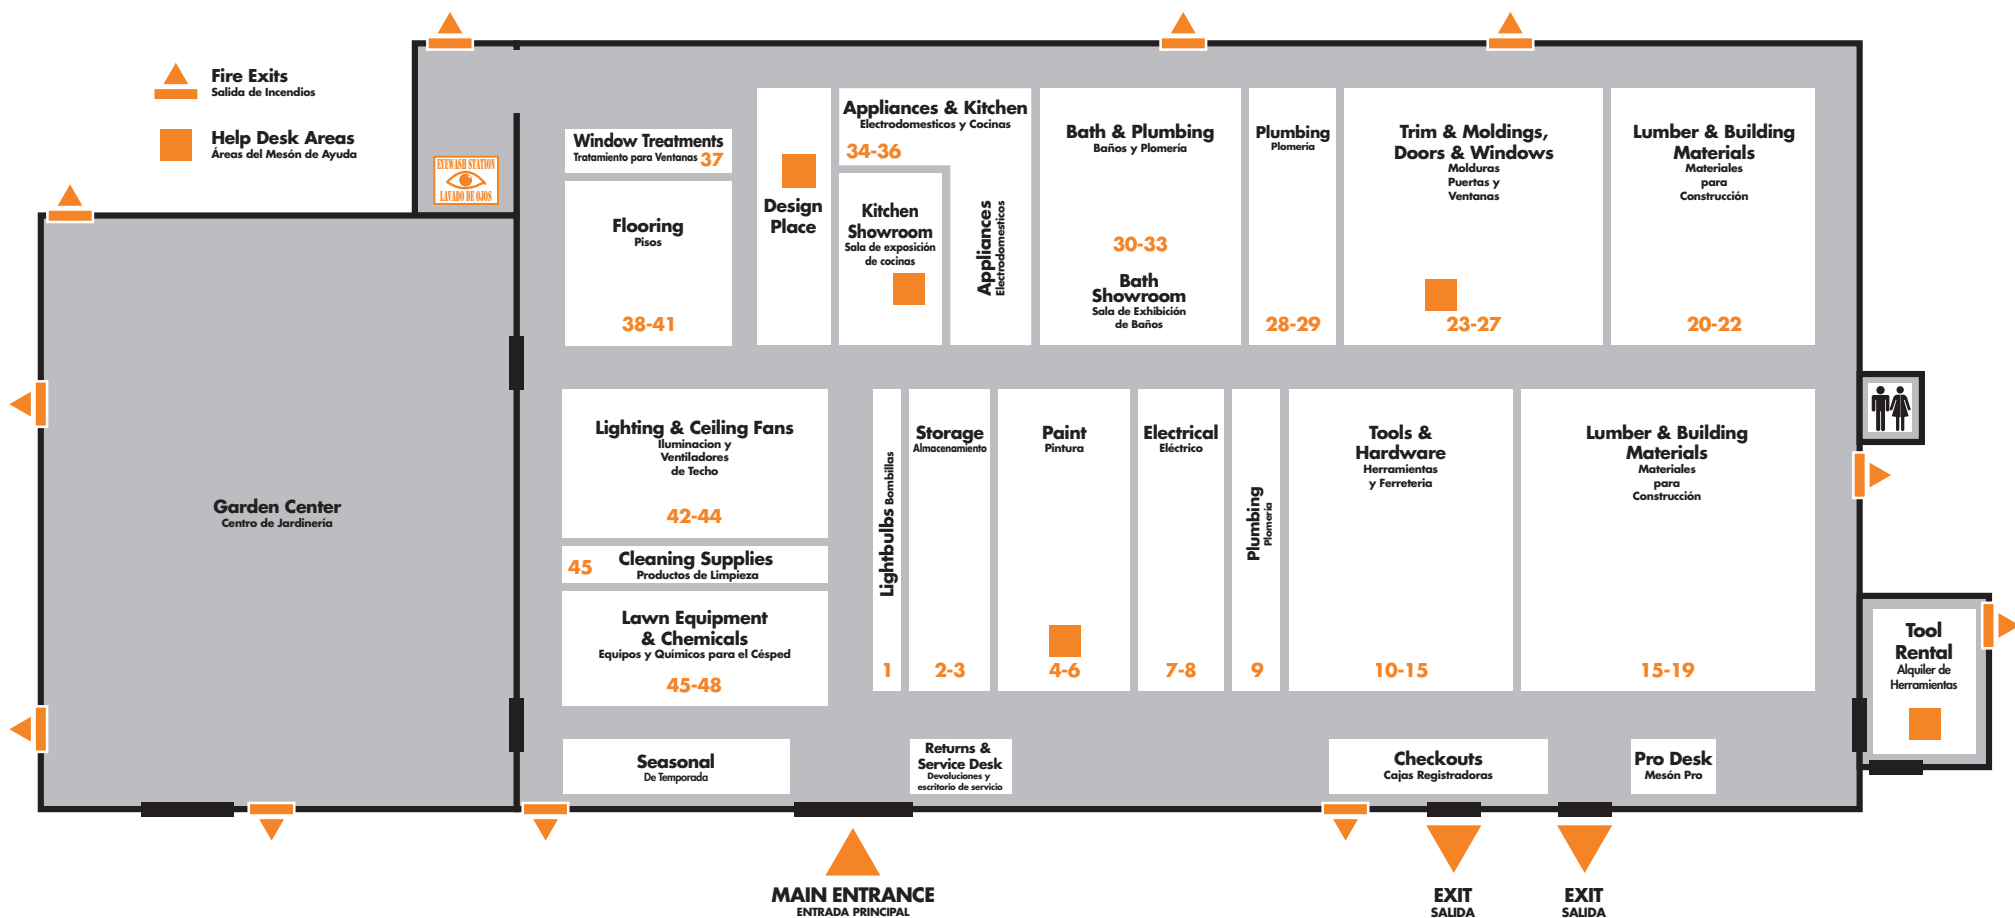 Fire Exits
Salida de Incendios
Help Desk Areas
Áreas del Mesón de Ayuda
EYEWASH STATION
LAVADO DE OJOS
Window Treatments
Tratamiento para Ventanas 37
Flooring
Pisos
38-41
Design
Place
Appliances & Kitchen
Electrodomesticos y Cocinas
34-36
Kitchen
Showroom
Sala de exposición
de cocinas
Appliances
Electrodomesticos
Bath & Plumbing
Baños y Plomería
30-33
Bath
Showroom
Sala de Exhibición
de Baños
Plumbing
Plomería
28-29
Trim & Moldings,
Doors & Windows
Molduras
Puertas y
Ventanas
23-27
Lumber & Building
Materials
Materiales
para
Construcción
20-22
Garden Center
Centro de Jardinería
Lighting & Ceiling Fans
Iluminacion y
Ventiladores
de Techo
42-44
45
Cleaning Supplies
Productos de Limpieza
Lawn Equipment
& Chemicals
Equipos y Químicos para el Césped
45-48
Lightbulbs Bombillas
1
Storage
Almacenamiento
2-3
Paint
Pintura
4-6
Electrical
Eléctrico
7-8
Plumbing
Plomería
9
Tools &
Hardware
Herramientas
y Ferreteria
10-15
Lumber & Building
Materials
Materiales
para
Construcción
15-19
Tool
Rental
Alquiler de
Herramientas
Seasonal
De Temporada
Returns &
Service Desk
Devoluciones y
escritorio de servicio
Checkouts
Cajas Registradoras
Pro Desk
Mesón Pro
MAIN ENTRANCE
ENTRADA PRINCIPAL
EXIT
SALIDA
EXIT
SALIDA